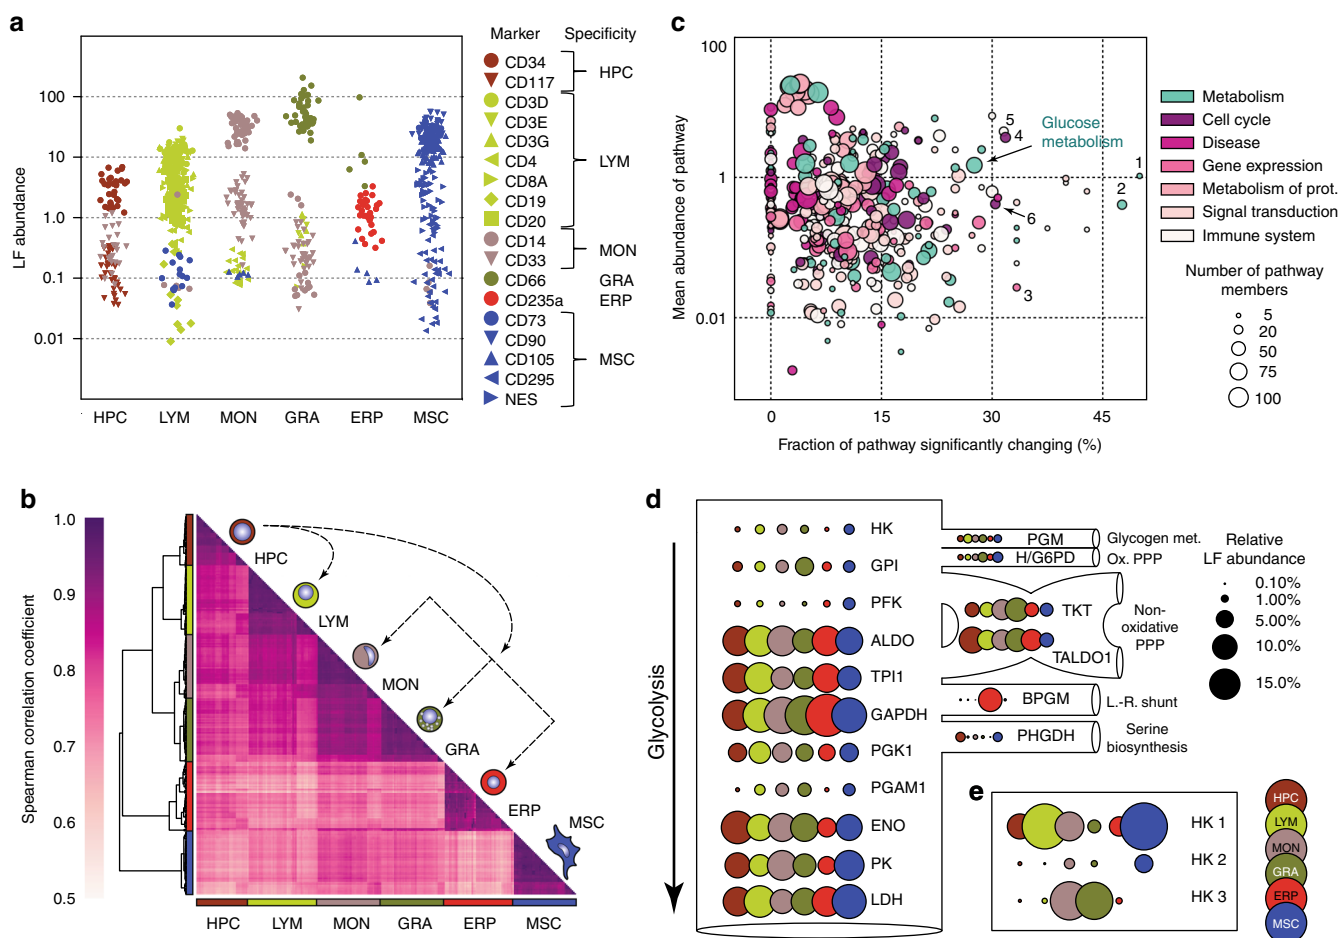 a
LF abundance
100
10
1.0
0.1
0.01
HPC LYM MON GRA ERP MSC
Marker Specificity
CD34
CD117
HPC
CD3D
CD3E
CD3G
CD4
CD8A
CD19
CD20
LYM
CD14
CD33
MON
CD66 GRA
CD235a ERP
CD73
CD90
CD105
CD295
NES
MSC
c
Mean abundance of pathway
100
1
0.01
0 15 30 45
Fraction of pathway significantly changing (%)
Glucose
metabolism
5
4
1
2
6
3
Metabolism
Cell cycle
Disease
Gene expression
Metabolism of prot.
Signal transduction
Immune system
Number of pathway
members
5
20
50
75
100
b
Spearman correlation coefficient
1.0
0.9
0.8
0.7
0.6
0.5
HPC
LYM
MON
GRA
ERP
MSC
HPC LYM MON GRA ERP MSC
d
Glycolysis
HK
GPI
PFK
ALDO
TPI1
GAPDH
PGK1
PGAM1
ENO
PK
LDH
PGM Glycogen met.
H/G6PD Ox. PPP
TKT
TALDO1
Non-
oxidative
PPP
BPGM L.-R. shunt
PHGDH Serine
biosynthesis
Relative
LF abundance
0.10%
1.00%
5.00%
10.0%
15.0%
e
HK 1
HK 2
HK 3
HPC
LYM
MON
GRA
ERP
MSC